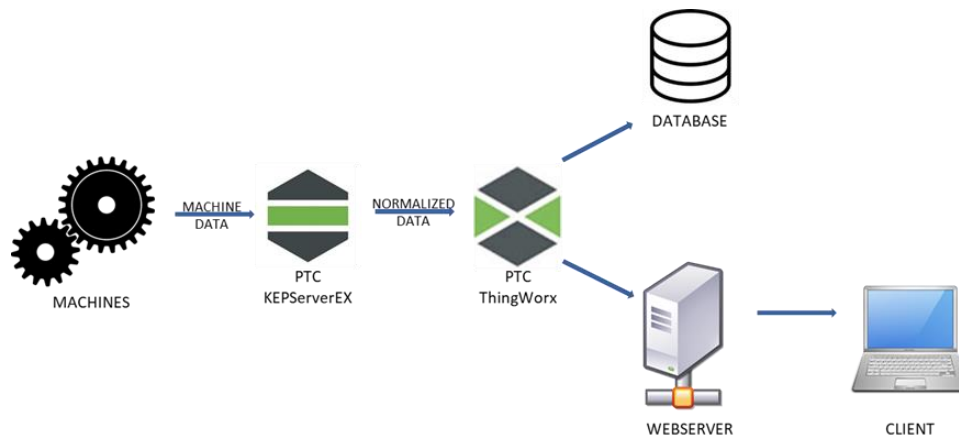 DATABASE
MACHINE
DATA
NORMALIZED
DATA
PTC
KEPServerEX
PTC
ThingWorx
MACHINES
WEBSERVER
CLIENT